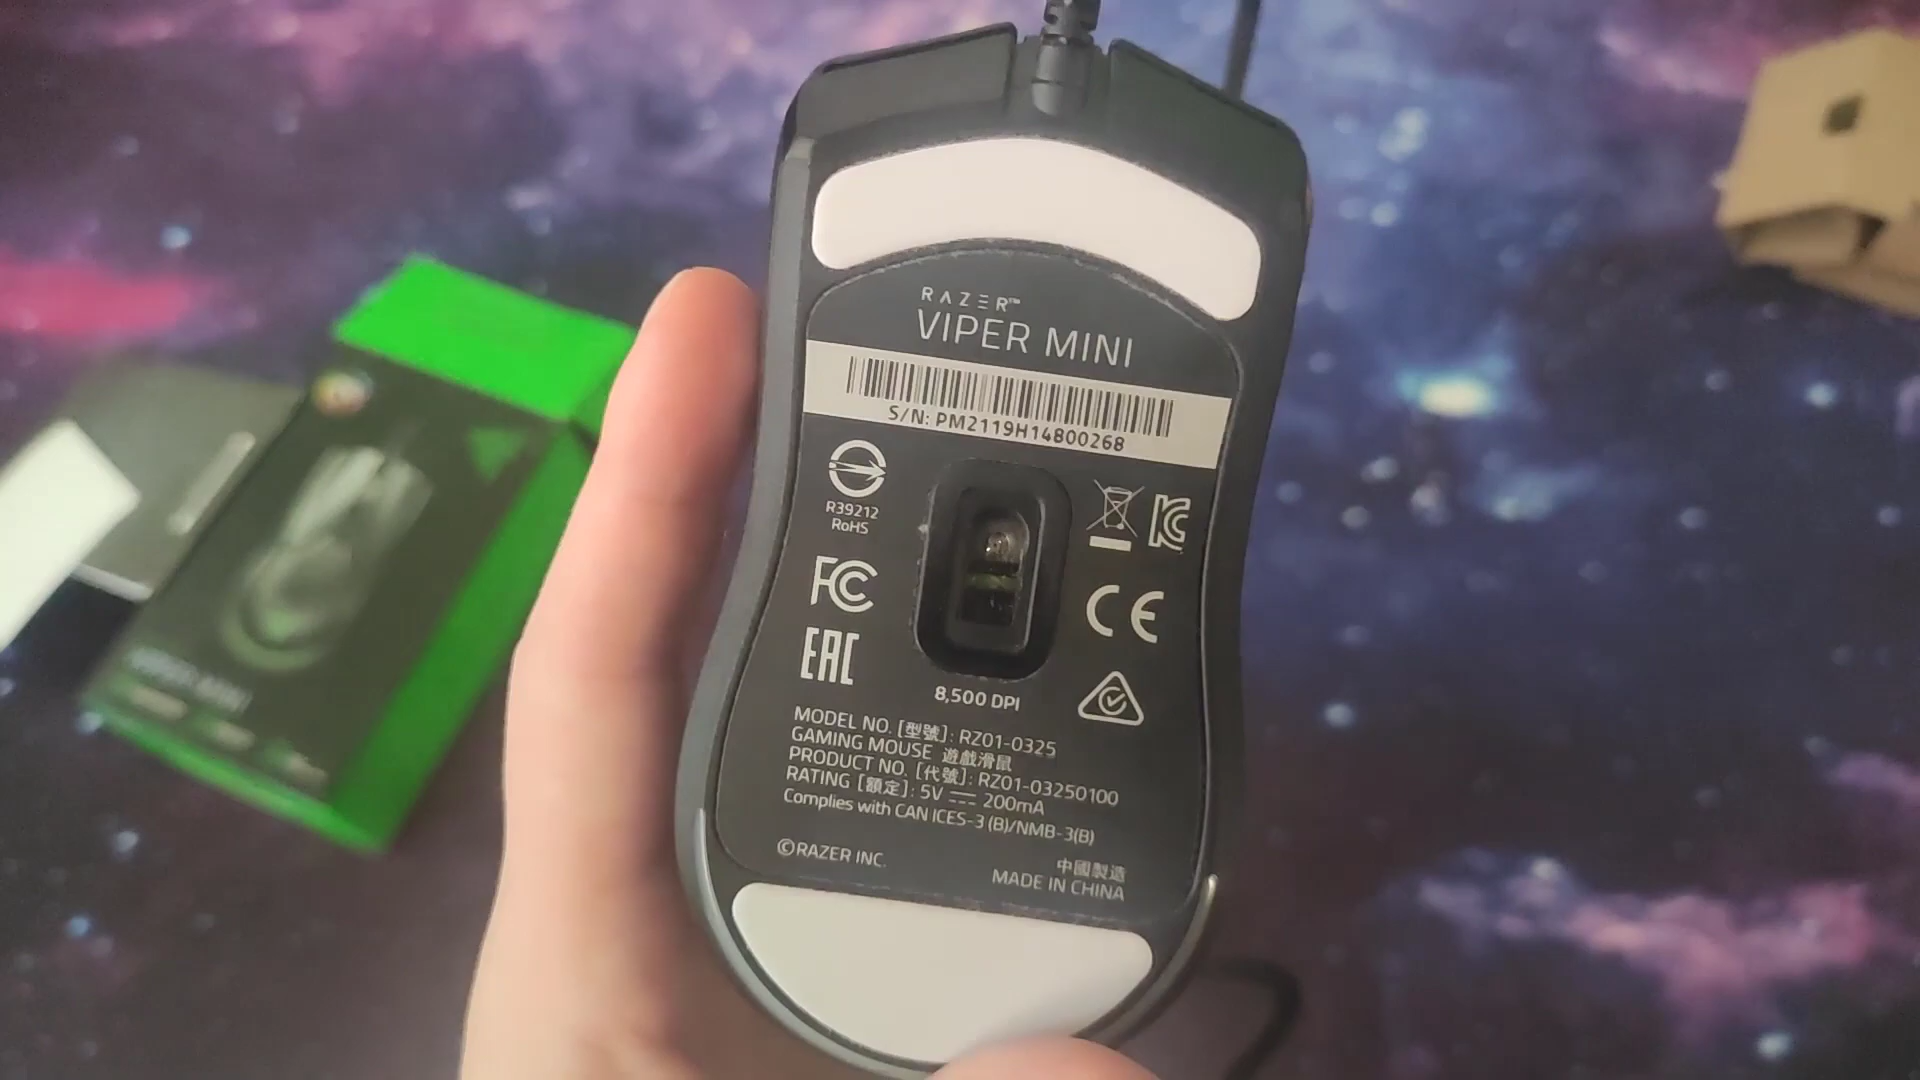 RAZER™
VIPER MINI
S/N: PM2119H14800268
R39212
RoHS
FC
EAC
CE
8,500 DPI
MODEL NO. [型號]: RZ01-0325
GAMING MOUSE 遊戲滑鼠
PRODUCT NO. [代號]: RZ01-03250100
RATING [額定]: 5V ⎓ 200mA
Complies with CAN ICES-3 (B)/NMB-3(B)
©RAZER INC.
中國製造
MADE IN CHINA
VIPER MINI